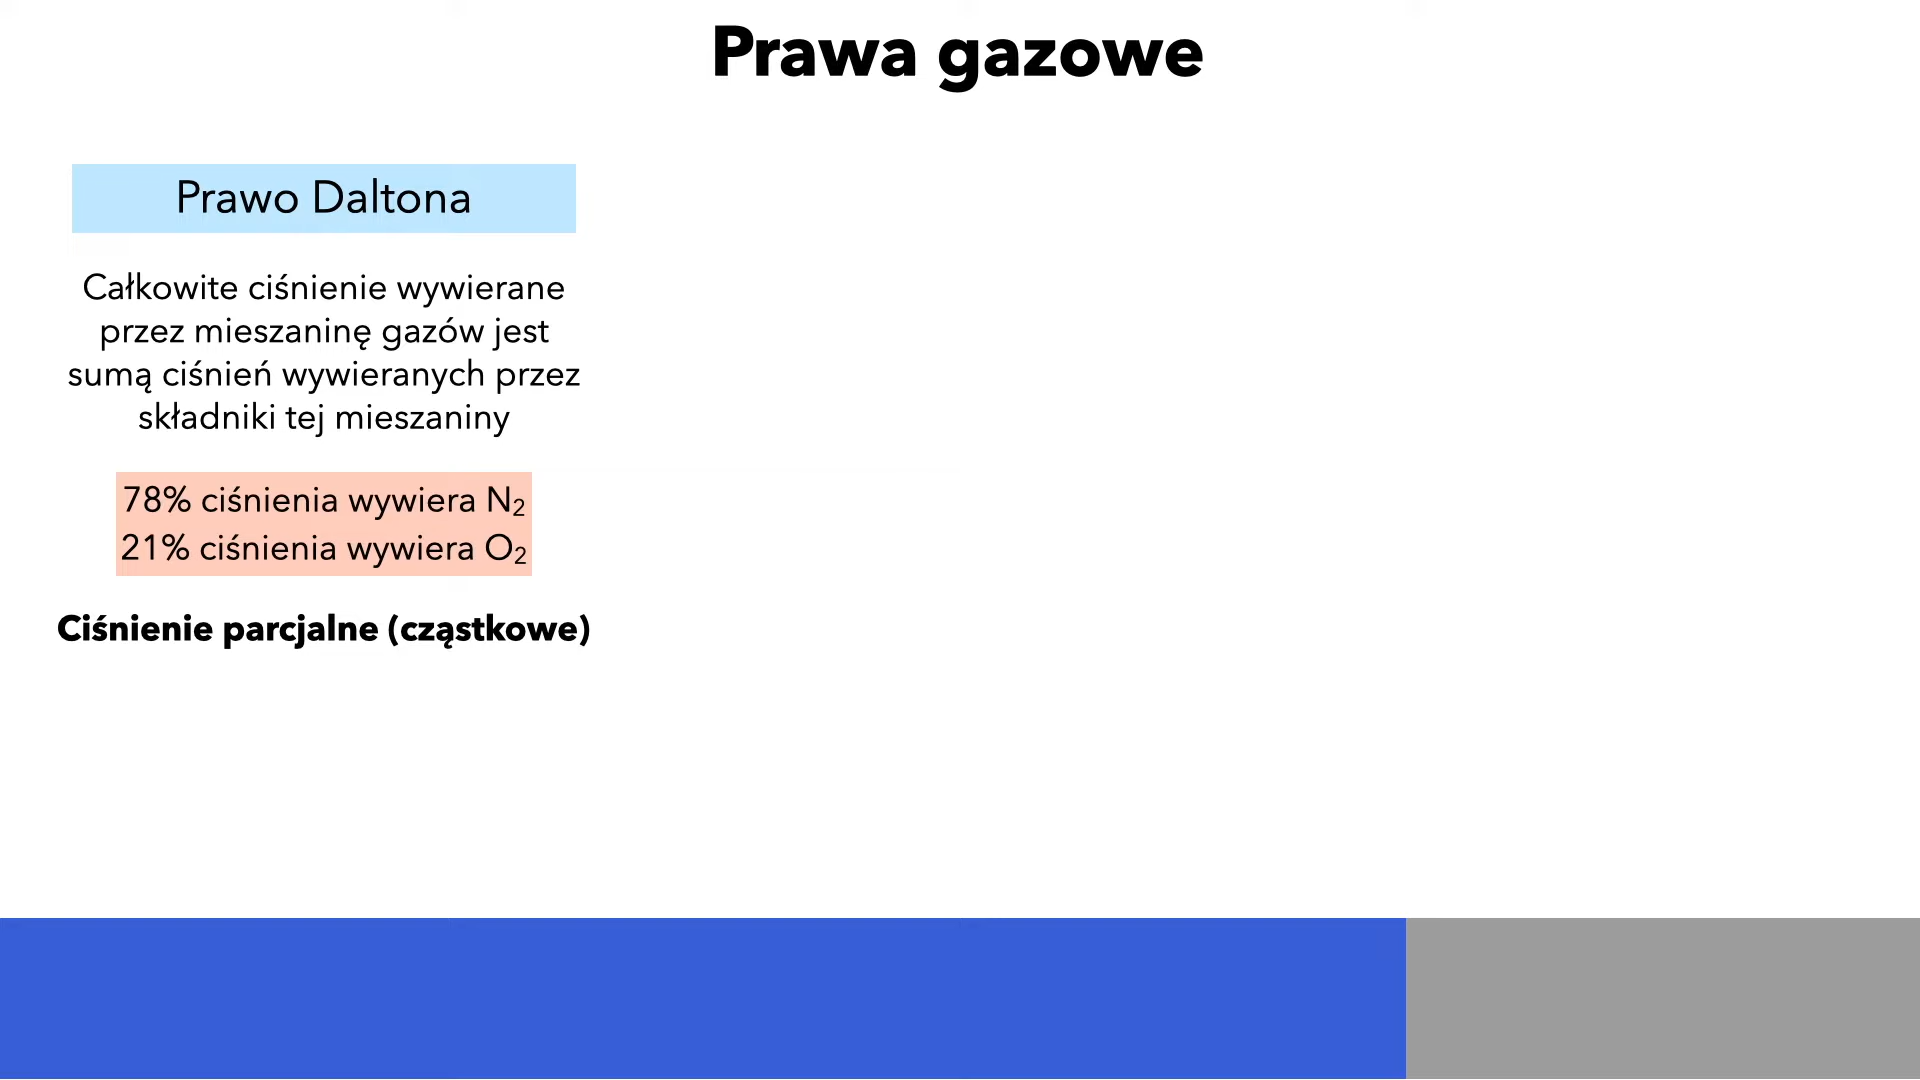 Prawa gazowe
Prawo Daltona
Całkowite ciśnienie wywierane
przez mieszaninę gazów jest
sumą ciśnień wywieranych przez
składniki tej mieszaniny
78% ciśnienia wywiera N₂
21% ciśnienia wywiera O₂
Ciśnienie parcjalne (cząstkowe)